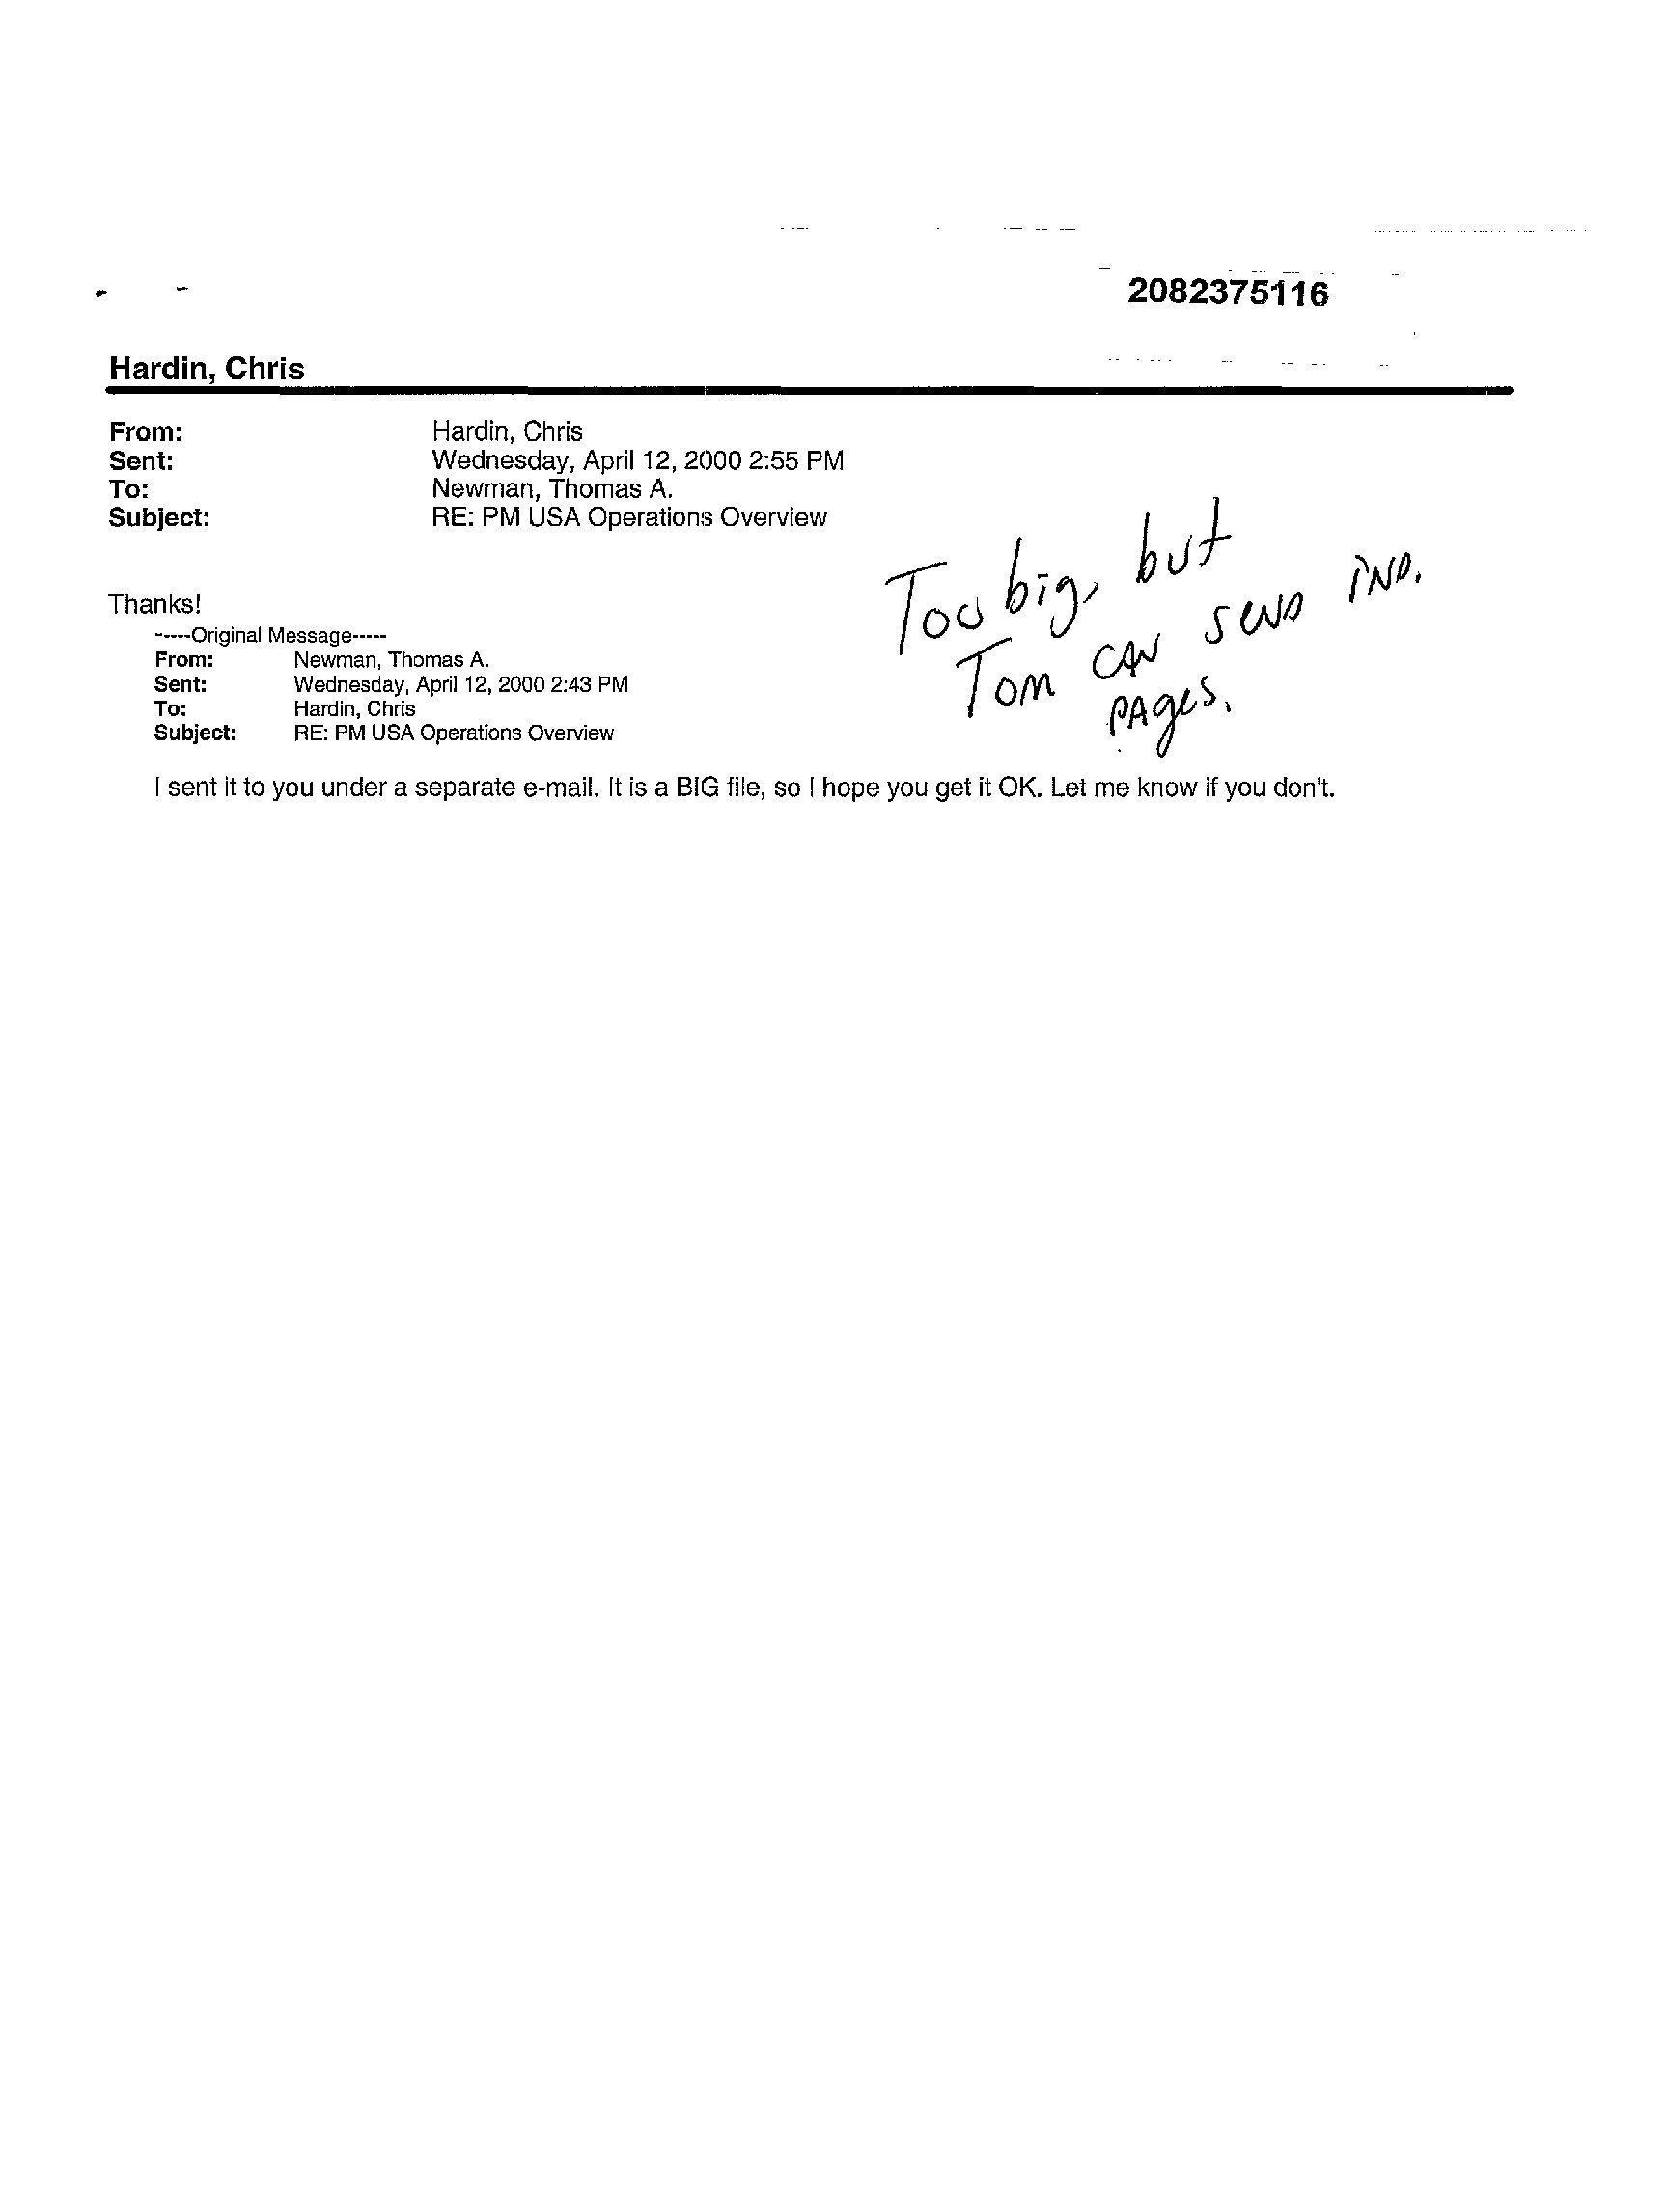 2082375116
Hardin, Chris
From: Hardin, Chris
Sent: Wednesday, April 12, 2000 2:55 PM
To: Newman, Thomas A.
Subject: RE: PM USA Operations Overview
Too big, but
Tom CAN SEND IND.
PAges.
Thanks!
-----Original Message-----
From: Newman, Thomas A.
Sent: Wednesday, April 12, 2000 2:43 PM
To: Hardin, Chris
Subject: RE: PM USA Operations Overview
I sent it to you under a separate e-mail. It is a BIG file, so I hope you get it OK. Let me know if you don't.